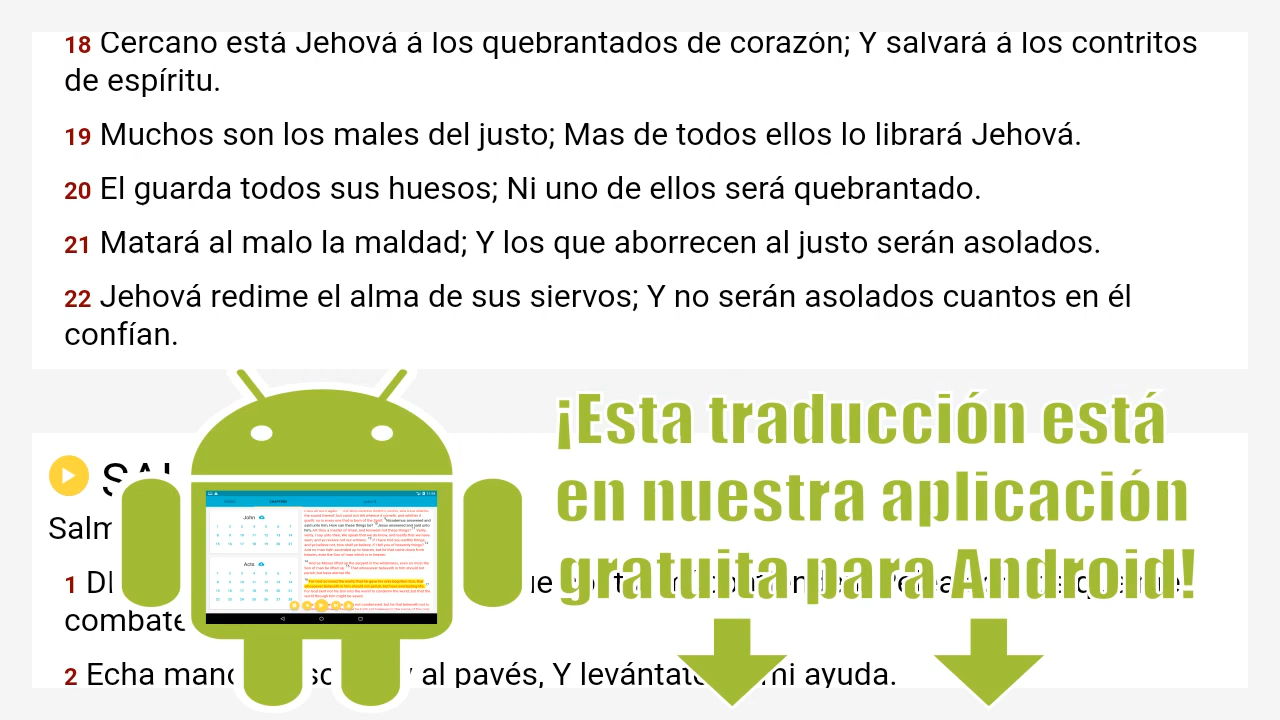 18 Cercano está Jehová á los quebrantados de corazón; Y salvará á los contritos
de espíritu.
19 Muchos son los males del justo; Mas de todos ellos lo librará Jehová.
20 El guarda todos sus huesos; Ni uno de ellos será quebrantado.
21 Matará al malo la maldad; Y los que aborrecen al justo serán asolados.
22 Jehová redime el alma de sus siervos; Y no serán asolados cuantos en él
confían.
¡Esta traducción está
en nuestra aplicación
gratuita para Android!
John
Acts
Salm
1
combate
2 Echa mano y al pavés, Y levántate mi ayuda.